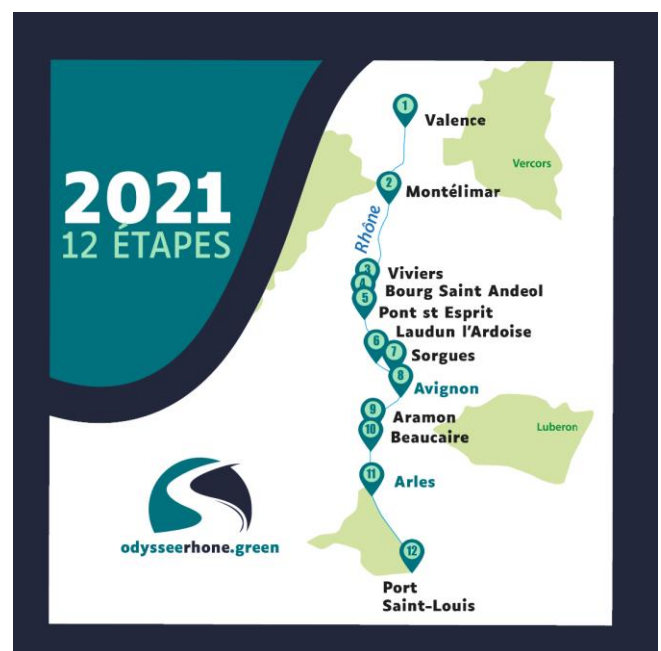 2021
12 ÉTAPES
1
Valence
Vercors
2
Montélimar
Rhône
3
Viviers
4
Bourg Saint Andeol
5
Pont st Esprit
Laudun l'Ardoise
6
7
Sorgues
8
Avignon
9
Aramon
10
Beaucaire
Luberon
11
Arles
odysseerhone.green
12
Port
Saint-Louis